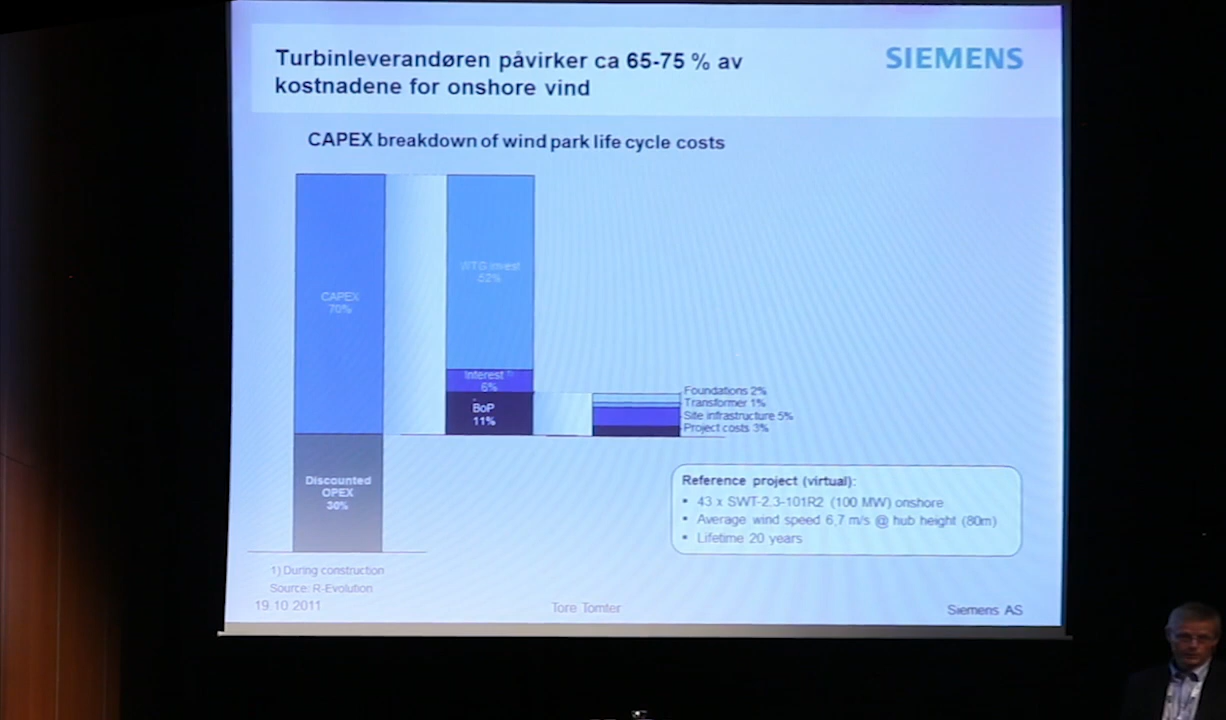 Turbinleverandøren påvirker ca 65-75 % av
kostnadene for onshore vind
SIEMENS
CAPEX breakdown of wind park life cycle costs
CAPEX
70%
WTG invest
52%
Interest 1)
6%
BoP
11%
Foundations 2%
Transformer 1%
Site infrastructure 5%
Project costs 3%
Discounted
OPEX
30%
Reference project (virtual):
• 43 x SWT-2.3-101R2 (100 MW) onshore
• Average wind speed 6,7 m/s @ hub height (80m)
• Lifetime 20 years
1) During construction
Source: R-Evolution
19.10.2011
Tore Tomter
Siemens AS